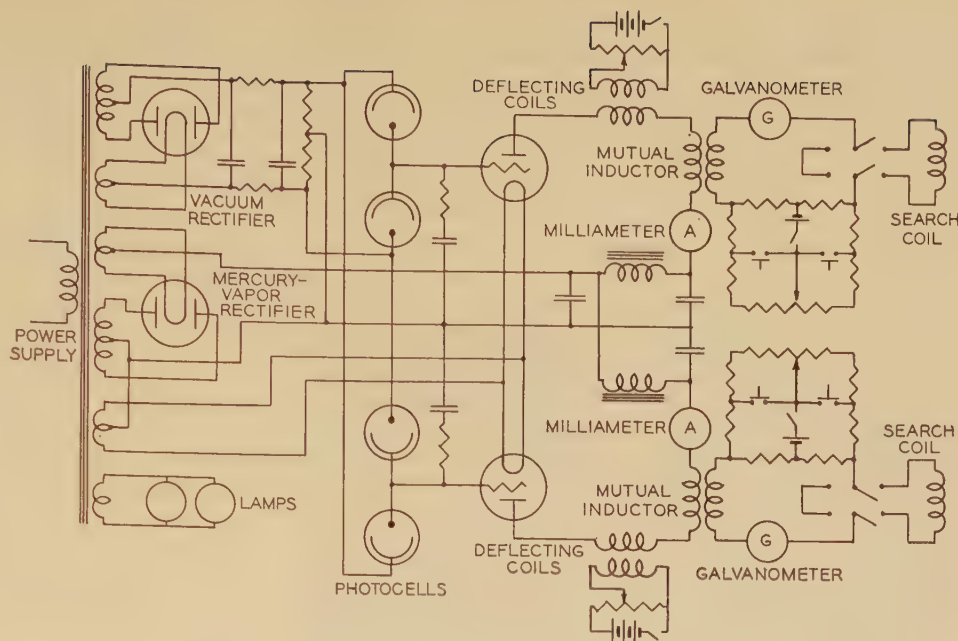 DEFLECTING
COILS
GALVANOMETER
G
MUTUAL
INDUCTOR
VACUUM
RECTIFIER
MILLIAMETER
A
SEARCH
COIL
MERCURY-
VAPOR
RECTIFIER
POWER
SUPPLY
MILLIAMETER
A
SEARCH
COIL
LAMPS
MUTUAL
INDUCTOR
G
DEFLECTING
COILS
PHOTOCELLS
GALVANOMETER